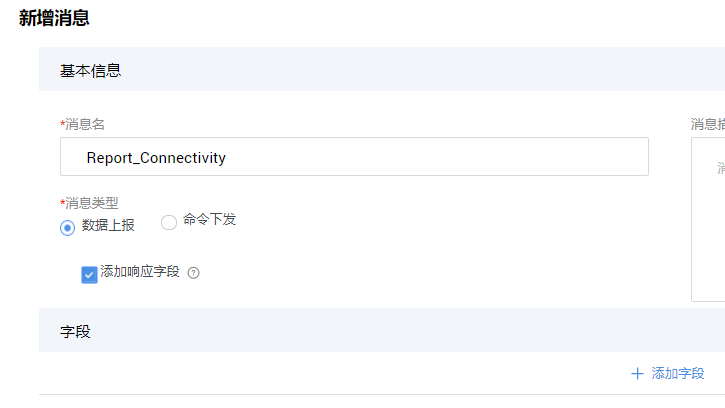 新增消息
基本信息
*消息名
消息描
Report_Connectivity
消
*消息类型
数据上报
命令下发
添加响应字段 ?
字段
+ 添加字段